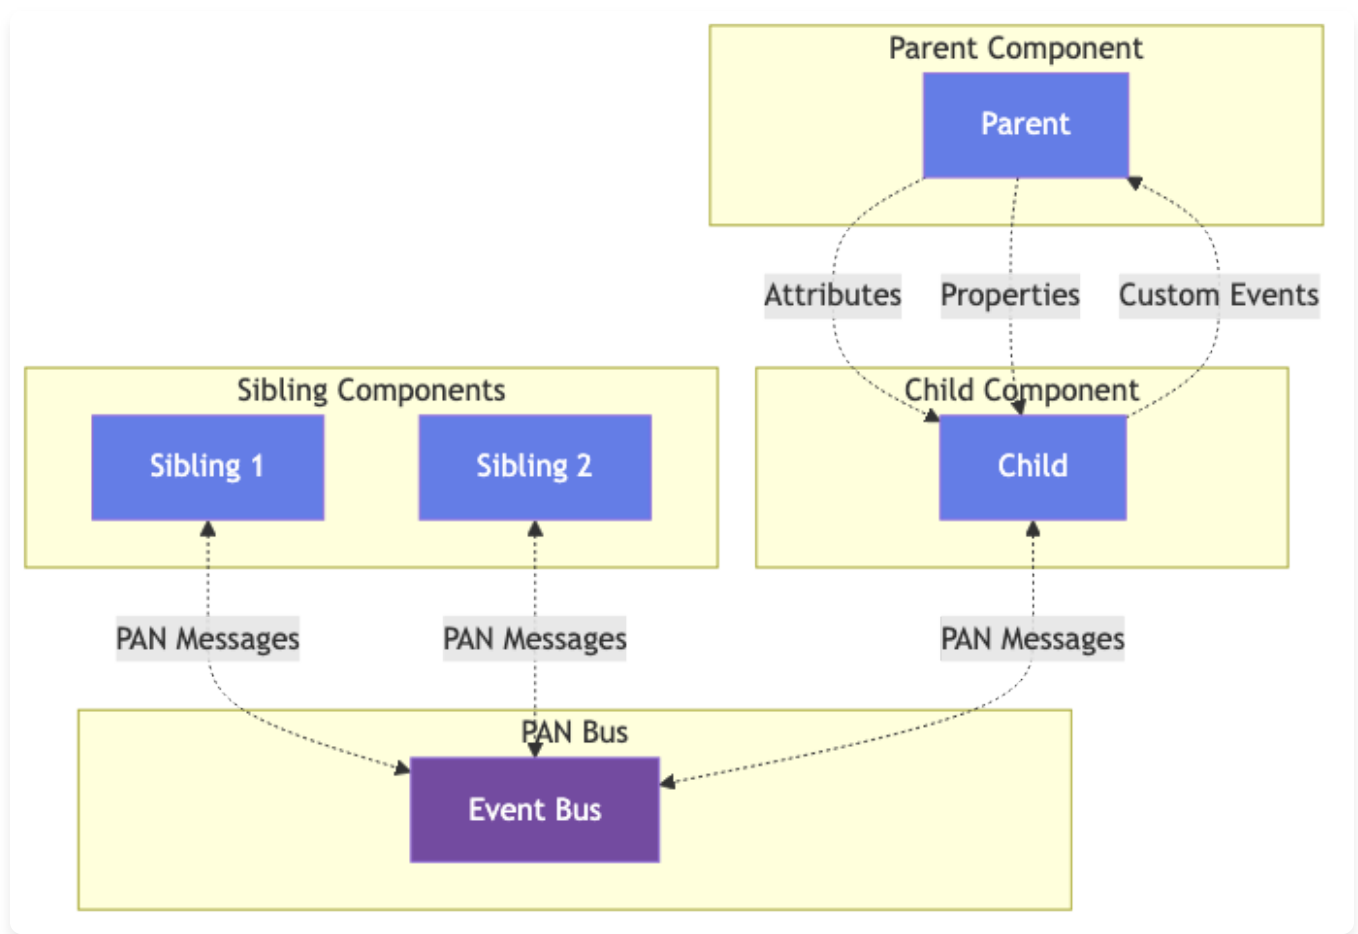 Parent Component
Parent
Attributes
Properties
Custom Events
Sibling Components
Sibling 1
Sibling 2
Child Component
Child
PAN Messages
PAN Messages
PAN Messages
PAN Bus
Event Bus